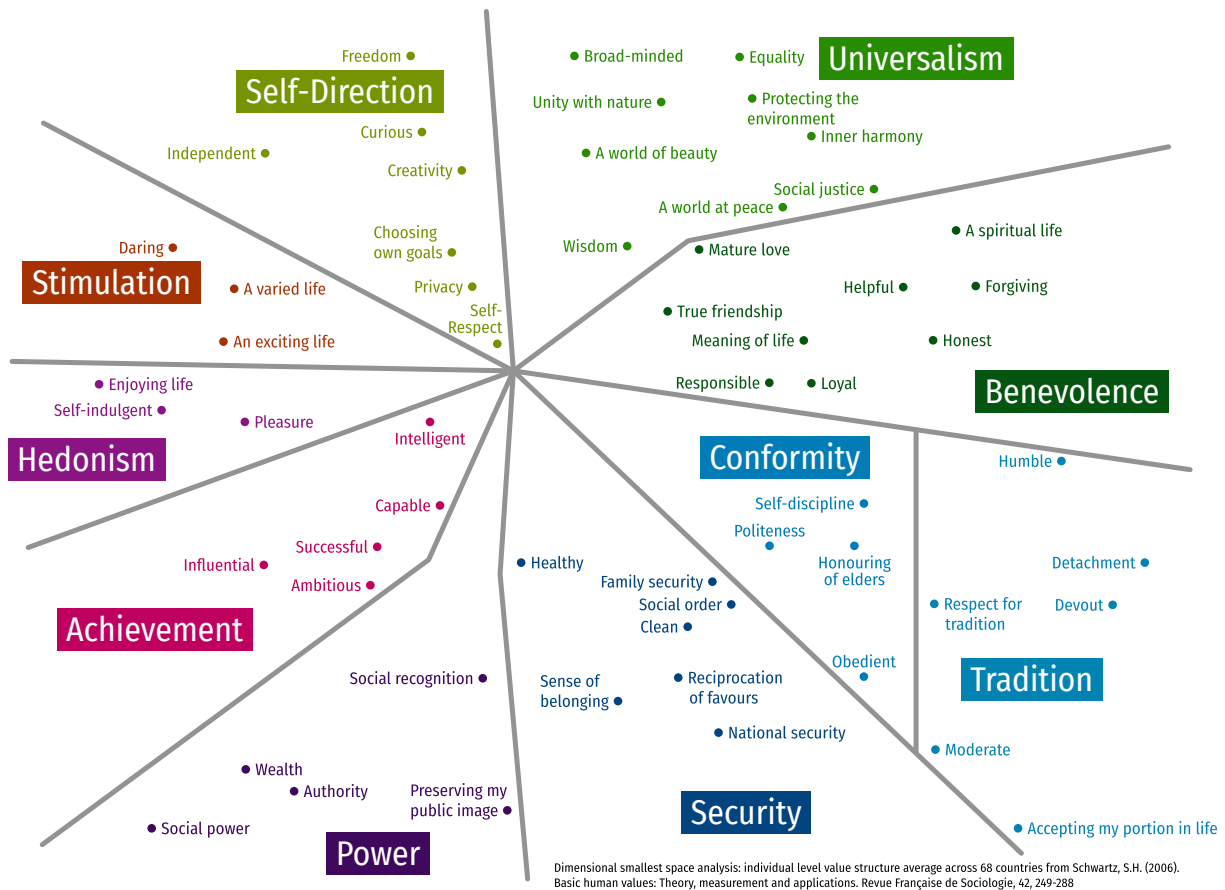 Freedom
Self-Direction
Curious
Independent
Creativity
Choosing
own goals
Privacy
Self-
Respect
Broad-minded
Equality
Universalism
Unity with nature
Protecting the
environment
Inner harmony
A world of beauty
Social justice
A world at peace
Wisdom
Daring
Stimulation
A varied life
An exciting life
Mature love
A spiritual life
Helpful
Forgiving
True friendship
Meaning of life
Honest
Responsible
Loyal
Benevolence
Enjoying life
Self-indulgent
Pleasure
Hedonism
Intelligent
Capable
Successful
Influential
Ambitious
Achievement
Conformity
Self-discipline
Politeness
Honouring
of elders
Obedient
Humble
Detachment
Respect for
tradition
Devout
Tradition
Moderate
Accepting my portion in life
Healthy
Family security
Social order
Clean
Sense of
belonging
Reciprocation
of favours
National security
Security
Social recognition
Wealth
Authority
Preserving my
public image
Social power
Power
Dimensional smallest space analysis: individual level value structure average across 68 countries from Schwartz, S.H. (2006).
Basic human values: Theory, measurement and applications. Revue Française de Sociologie, 42, 249-288